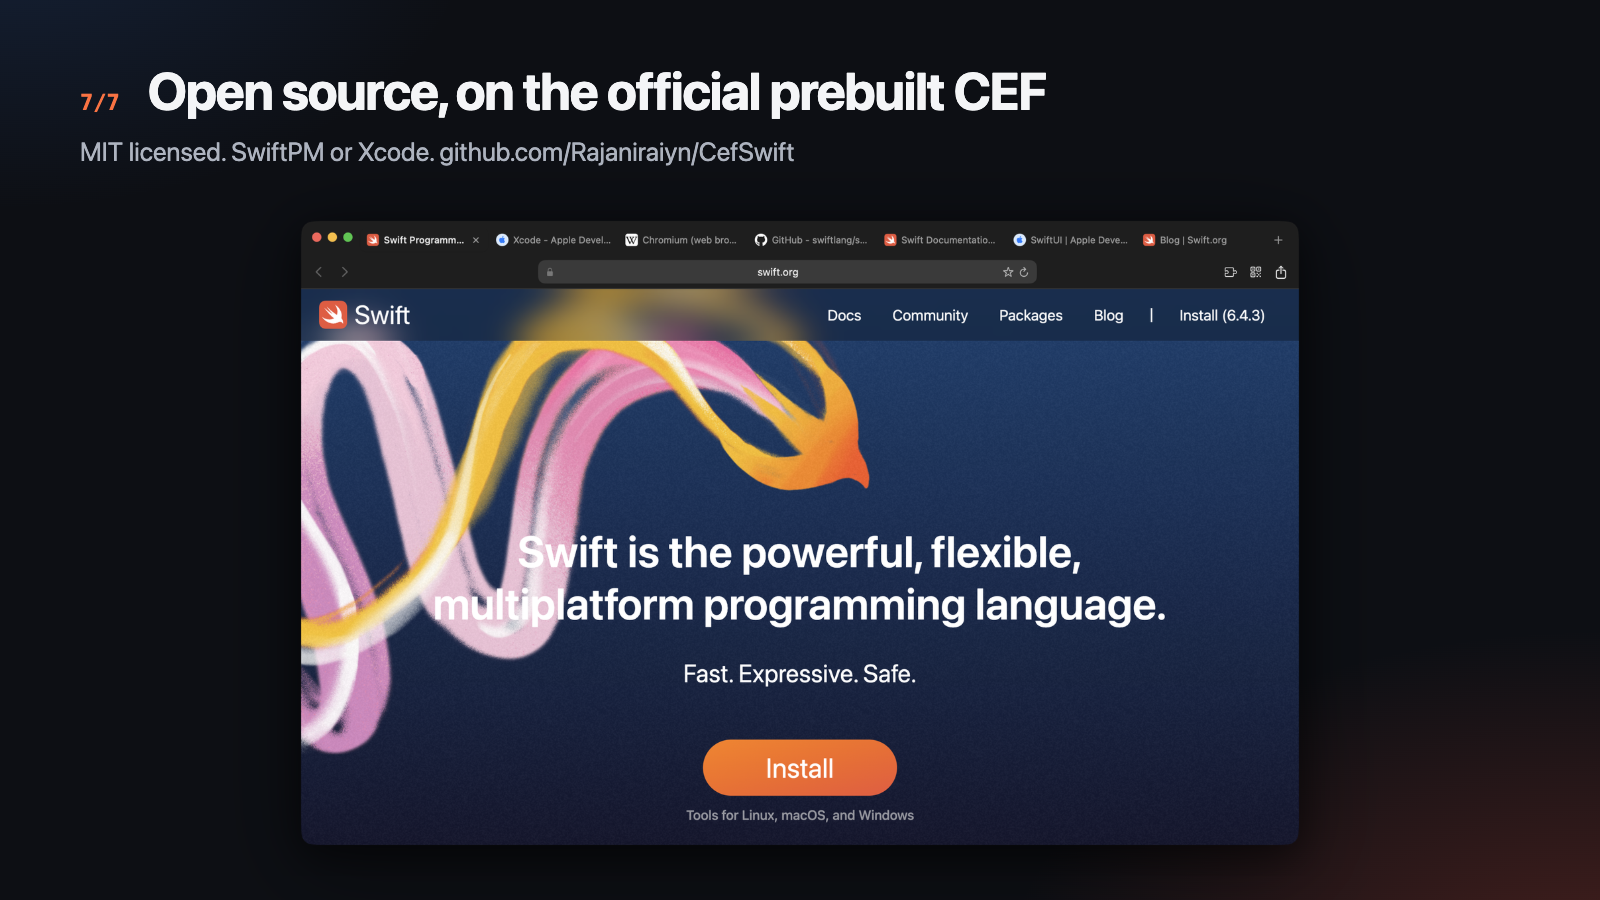 7/7 Open source, on the official prebuilt CEF
MIT licensed. SwiftPM or Xcode. github.com/Rajaniraiyn/CefSwift
Swift Programm... Xcode - Apple Devel... Chromium (web bro... GitHub - swiftlang/s... Swift Documentatio... SwiftUI | Apple Deve... Blog | Swift.org
swift.org
Swift Docs Community Packages Blog | Install (6.4.3)
Swift is the powerful, flexible,
multiplatform programming language.
Fast. Expressive. Safe.
Install
Tools for Linux, macOS, and Windows